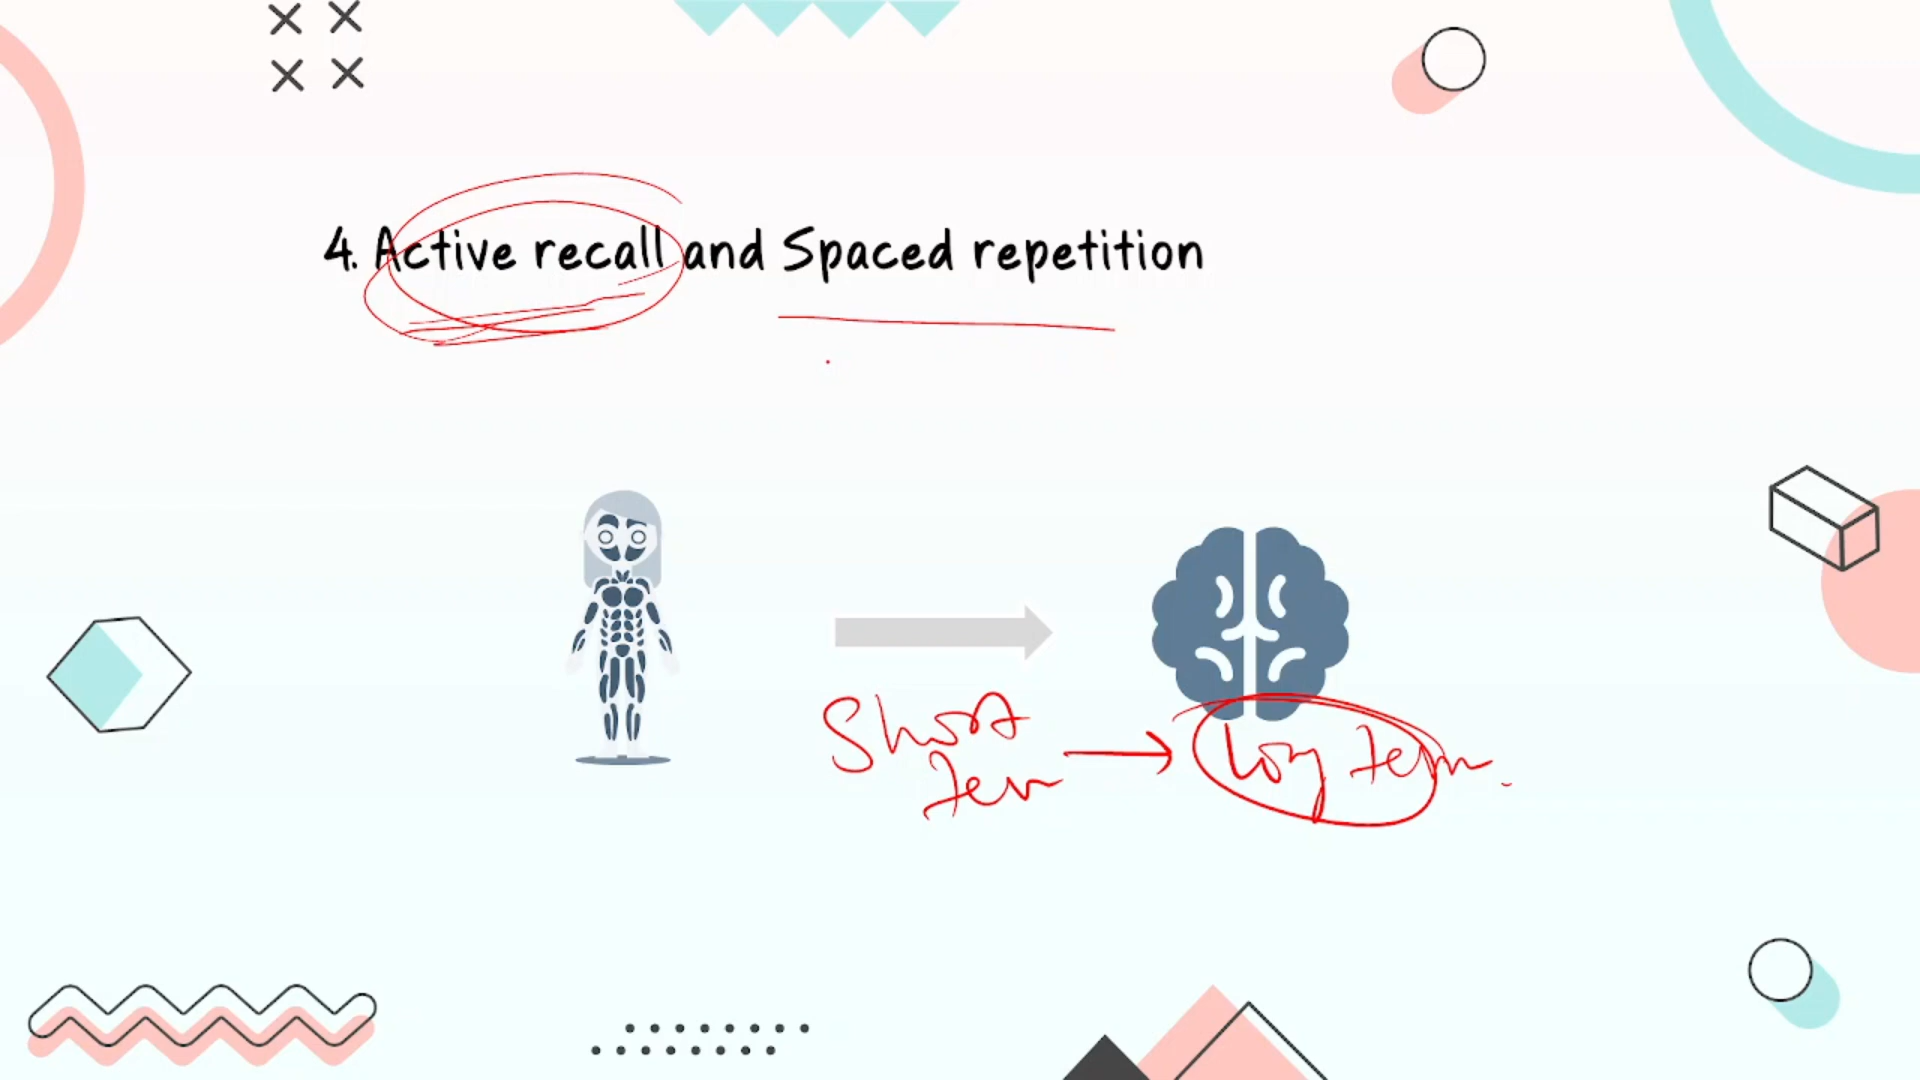 4. Active recall and Spaced repetition
Short
term
Long term.